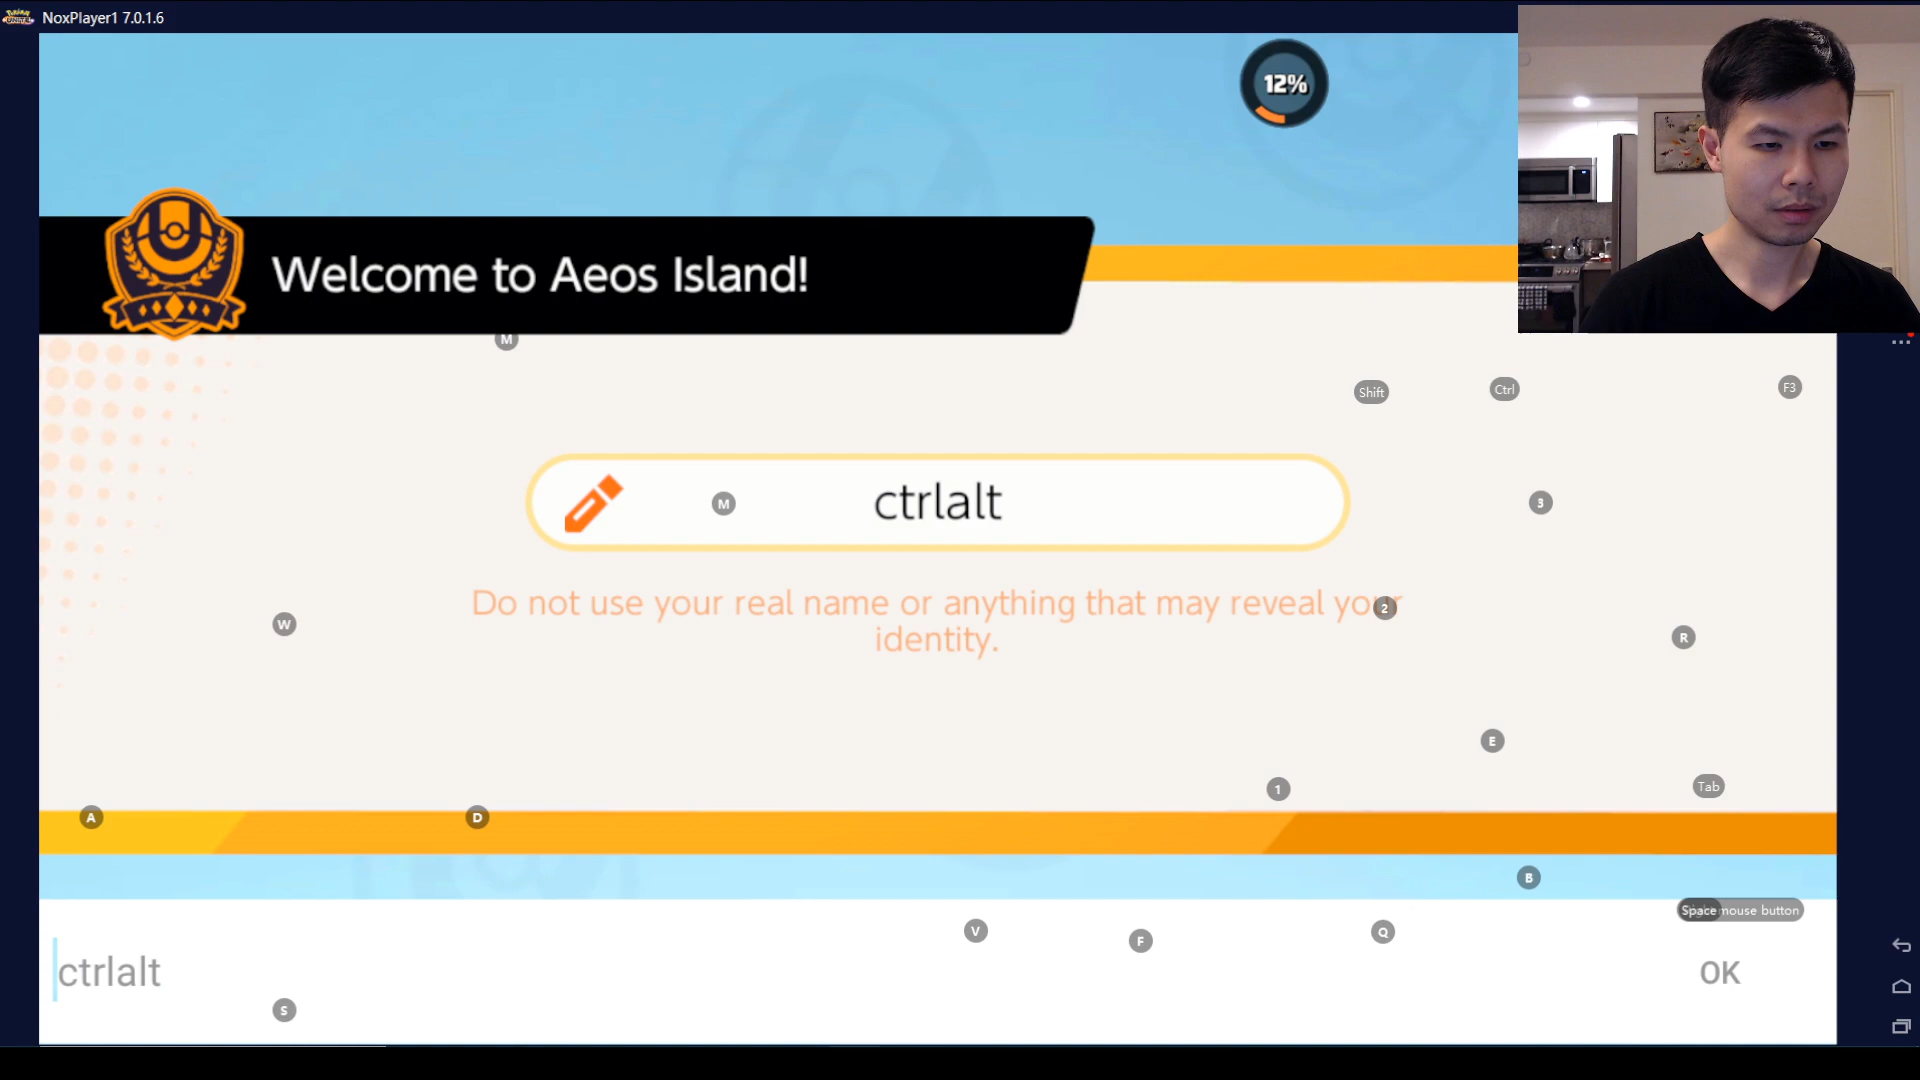 NoxPlayer1 7.0.1.6
12%
Welcome to Aeos Island!
M
Shift
Ctrl
F3
M
ctrlalt
3
Do not use your real name or anything that may reveal your
2
identity.
W
R
E
1
Tab
A
D
B
Space mouse button
V
F
Q
ctrlalt
OK
S